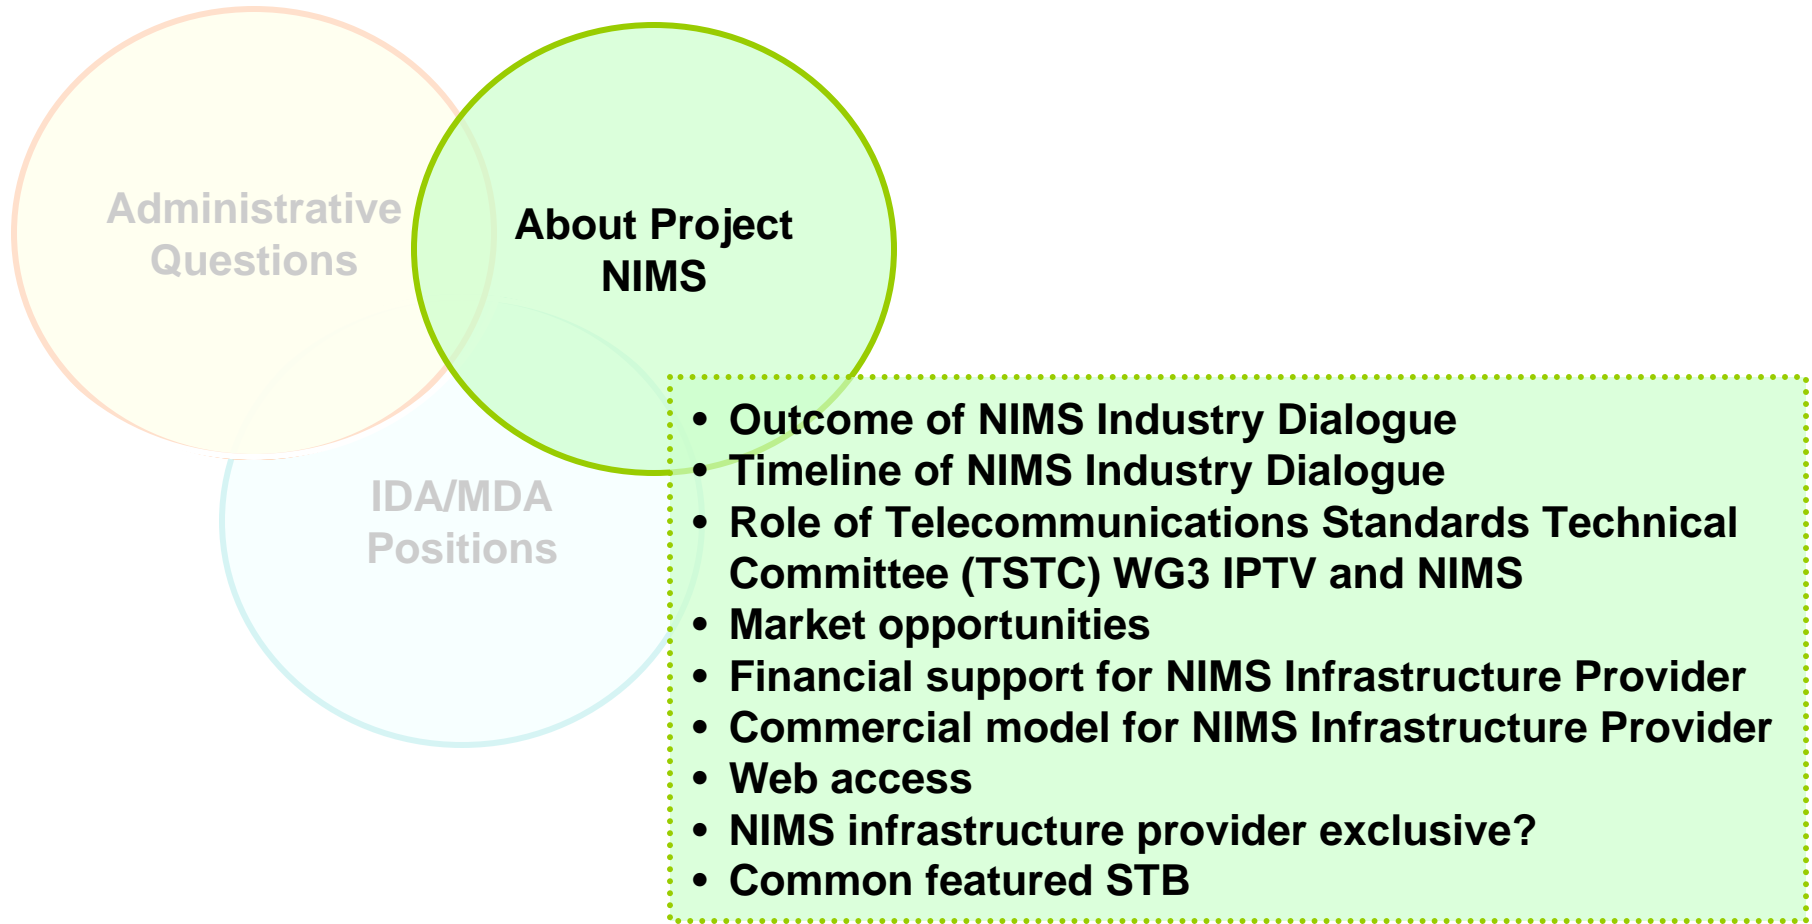 Administrative
Questions
About Project
NIMS
IDA/MDA
Positions
• Outcome of NIMS Industry Dialogue
• Timeline of NIMS Industry Dialogue
• Role of Telecommunications Standards Technical
Committee (TSTC) WG3 IPTV and NIMS
• Market opportunities
• Financial support for NIMS Infrastructure Provider
• Commercial model for NIMS Infrastructure Provider
• Web access
• NIMS infrastructure provider exclusive?
• Common featured STB